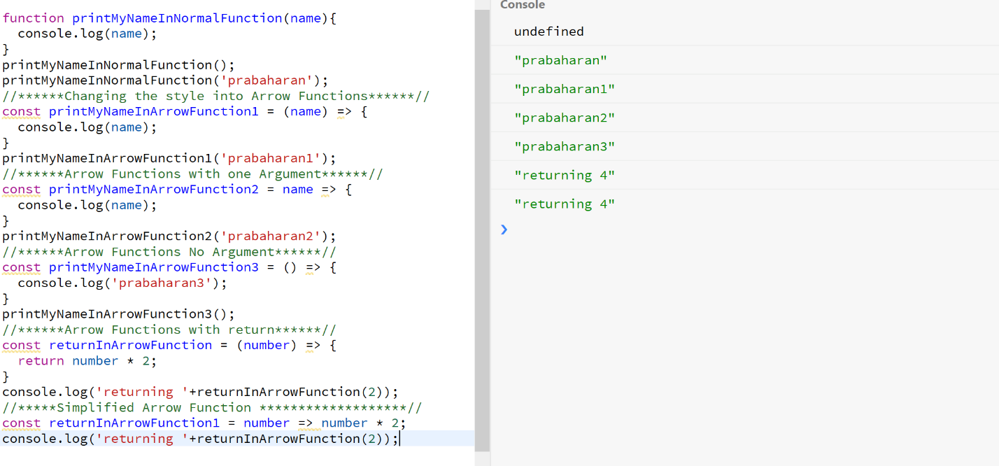 function printMyNameInNormalFunction(name){
  console.log(name);
}
printMyNameInNormalFunction();
printMyNameInNormalFunction('prabaharan');
//******Changing the style into Arrow Functions******//
const printMyNameInArrowFunction1 = (name) => {
  console.log(name);
}
printMyNameInArrowFunction1('prabaharan1');
//******Arrow Functions with one Argument******//
const printMyNameInArrowFunction2 = name => {
  console.log(name);
}
printMyNameInArrowFunction2('prabaharan2');
//******Arrow Functions No Argument******//
const printMyNameInArrowFunction3 = () => {
  console.log('prabaharan3');
}
printMyNameInArrowFunction3();
//******Arrow Functions with return******//
const returnInArrowFunction = (number) => {
  return number * 2;
}
console.log('returning '+returnInArrowFunction(2));
//*****Simplified Arrow Function *******************//
const returnInArrowFunction1 = number => number * 2;
console.log('returning '+returnInArrowFunction(2));
Console
undefined
"prabaharan"
"prabaharan1"
"prabaharan2"
"prabaharan3"
"returning 4"
"returning 4"